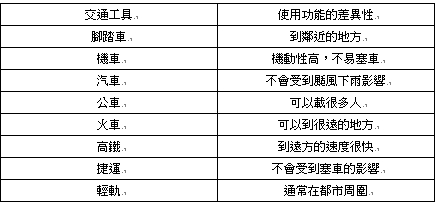 交通工具 使用功能的差異性
腳踏車 到鄰近的地方
機車 機動性高，不易塞車
汽車 不會受到颱風下雨影響
公車 可以載很多人
火車 可以到很遠的地方
高鐵 到遠方的速度很快
捷運 不會受到塞車的影響
輕軌 通常在都市周圍